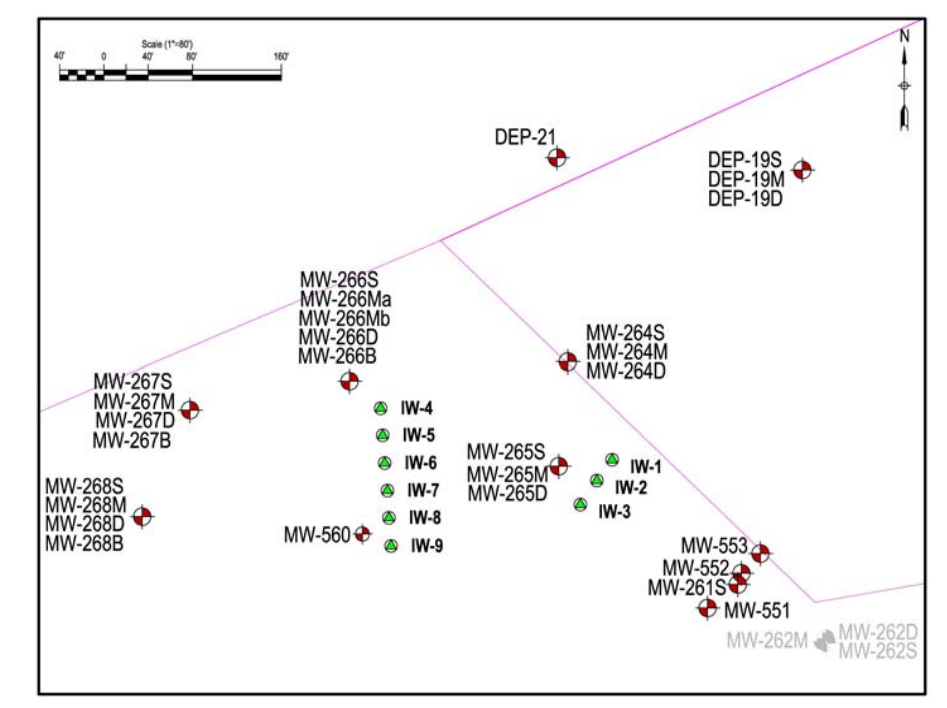 Scale (1"=80')
40' 0 40' 80' 160'
N
DEP-21
DEP-19S
DEP-19M
DEP-19D
MW-266S
MW-266Ma
MW-266Mb
MW-266D
MW-266B
MW-264S
MW-264M
MW-264D
MW-267S
MW-267M
MW-267D
MW-267B
IW-4
IW-5
IW-6
IW-7
IW-8
IW-9
MW-265S
MW-265M
MW-265D
IW-1
IW-2
IW-3
MW-268S
MW-268M
MW-268D
MW-268B
MW-560
MW-553
MW-552
MW-261S
MW-551
MW-262M
MW-262D
MW-262S